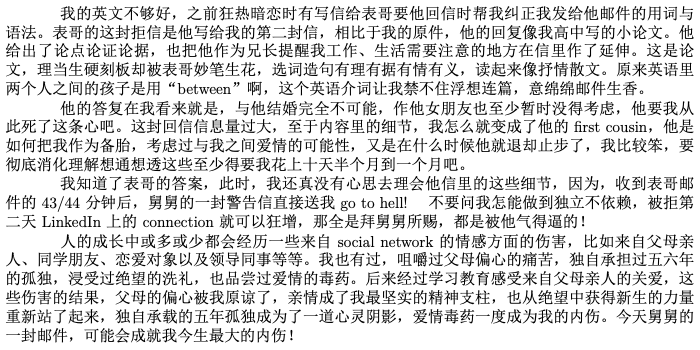 我的英文不够好，之前狂热暗恋时有写信给表哥要他回信时帮我纠正我发给他邮件的用词与
语法。表哥的这封拒信是他写给我的第二封信，相比于我的原件，他的回复像我高中写的小论文。他
给出了论点论证论据，也把他作为兄长提醒我工作、生活需要注意的地方在信里作了延伸。这是论
文，理当生硬刻板却被表哥妙笔生花，选词造句有理有据有情有义，读起来像抒情散文。原来英语里
两个人之间的孩子是用“between”啊，这个英语介词让我禁不住浮想连篇，意绵绵邮件生香。
他的答复在我看来就是，与他结婚完全不可能，作他女朋友也至少暂时没得考虑，他要我从
此死了这条心吧。这封回信信息量过大，至于内容里的细节，我怎么就变成了他的 first cousin，他是
如何把我作为备胎，考虑过与我之间爱情的可能性，又是在什么时候他就退却止步了，我比较笨，要
彻底消化理解想通想透这些至少得要我花上十天半个月到一个月吧。
我知道了表哥的答案，此时，我还真没有心思去理会他信里的这些细节，因为，收到表哥邮
件的 43/44 分钟后，舅舅的一封警告信直接送我 go to hell! 不要问我怎能做到独立不依赖，被拒第
二天 LinkedIn 上的 connection 就可以狂增，那全是拜舅舅所赐，都是被他气得逼的！
人的成长中或多或少都会经历一些来自 social network 的情感方面的伤害，比如来自父母亲
人、同学朋友、恋爱对象以及领导同事等等。我也有过，咀嚼过父母偏心的痛苦，独自承担过五六年
的孤独，浸受过绝望的洗礼，也品尝过爱情的毒药。后来经过学习教育感受来自父母亲人的关爱，这
些伤害的结果，父母的偏心被我原谅了，亲情成了我最坚实的精神支柱，也从绝望中获得新生的力量
重新站了起来，独自承载的五年孤独成为了一道心灵阴影，爱情毒药一度成为我的内伤。今天舅舅的
一封邮件，可能会成就我今生最大的内伤！